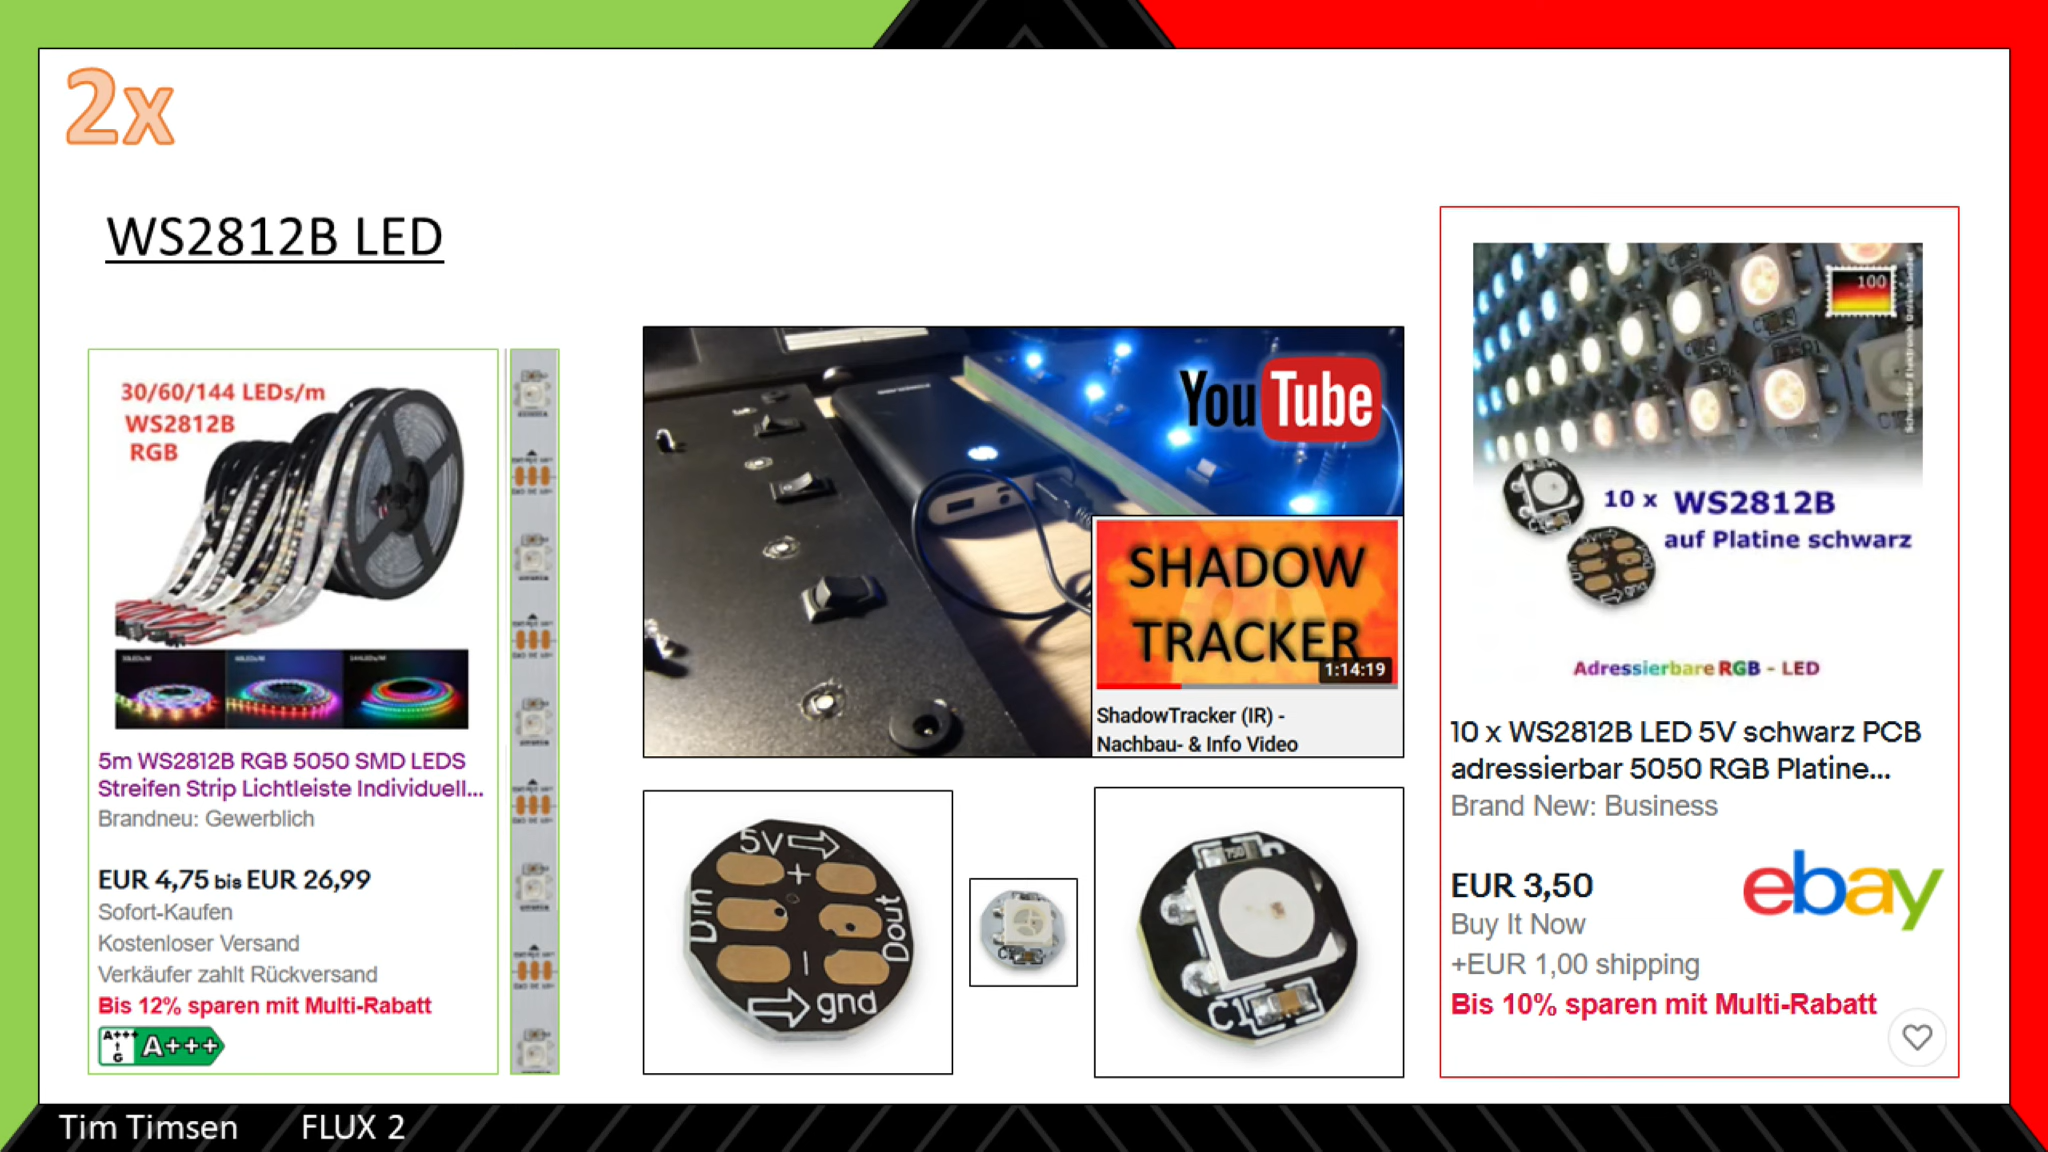 2x
WS2812B LED
30/60/144 LEDs/m
WS2812B
RGB
5m WS2812B RGB 5050 SMD LEDS
Streifen Strip Lichtleiste Individuell...
Brandneu: Gewerblich
EUR 4,75 bis EUR 26,99
Sofort-Kaufen
Kostenloser Versand
Verkäufer zahlt Rückversand
Bis 12% sparen mit Multi-Rabatt
A+++
G
A+++
YouTube
SHADOW
TRACKER
1:14:19
ShadowTracker (IR) -
Nachbau- & Info Video
5V
+
Din
Dout
gnd
C1
100
10 x WS2812B
auf Platine schwarz
Adressierbare RGB - LED
10 x WS2812B LED 5V schwarz PCB
adressierbar 5050 RGB Platine...
Brand New: Business
EUR 3,50
ebay
Buy It Now
+EUR 1,00 shipping
Bis 10% sparen mit Multi-Rabatt
Tim Timsen FLUX 2